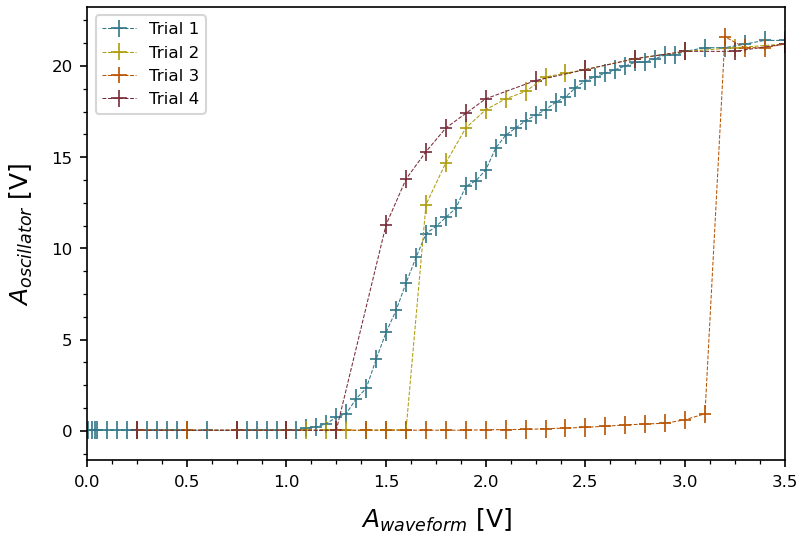 Trial 1
Trial 2
Trial 3
Trial 4
20
15
10
5
0
A_oscillator [V]
0.0 0.5 1.0 1.5 2.0 2.5 3.0 3.5
A_waveform [V]